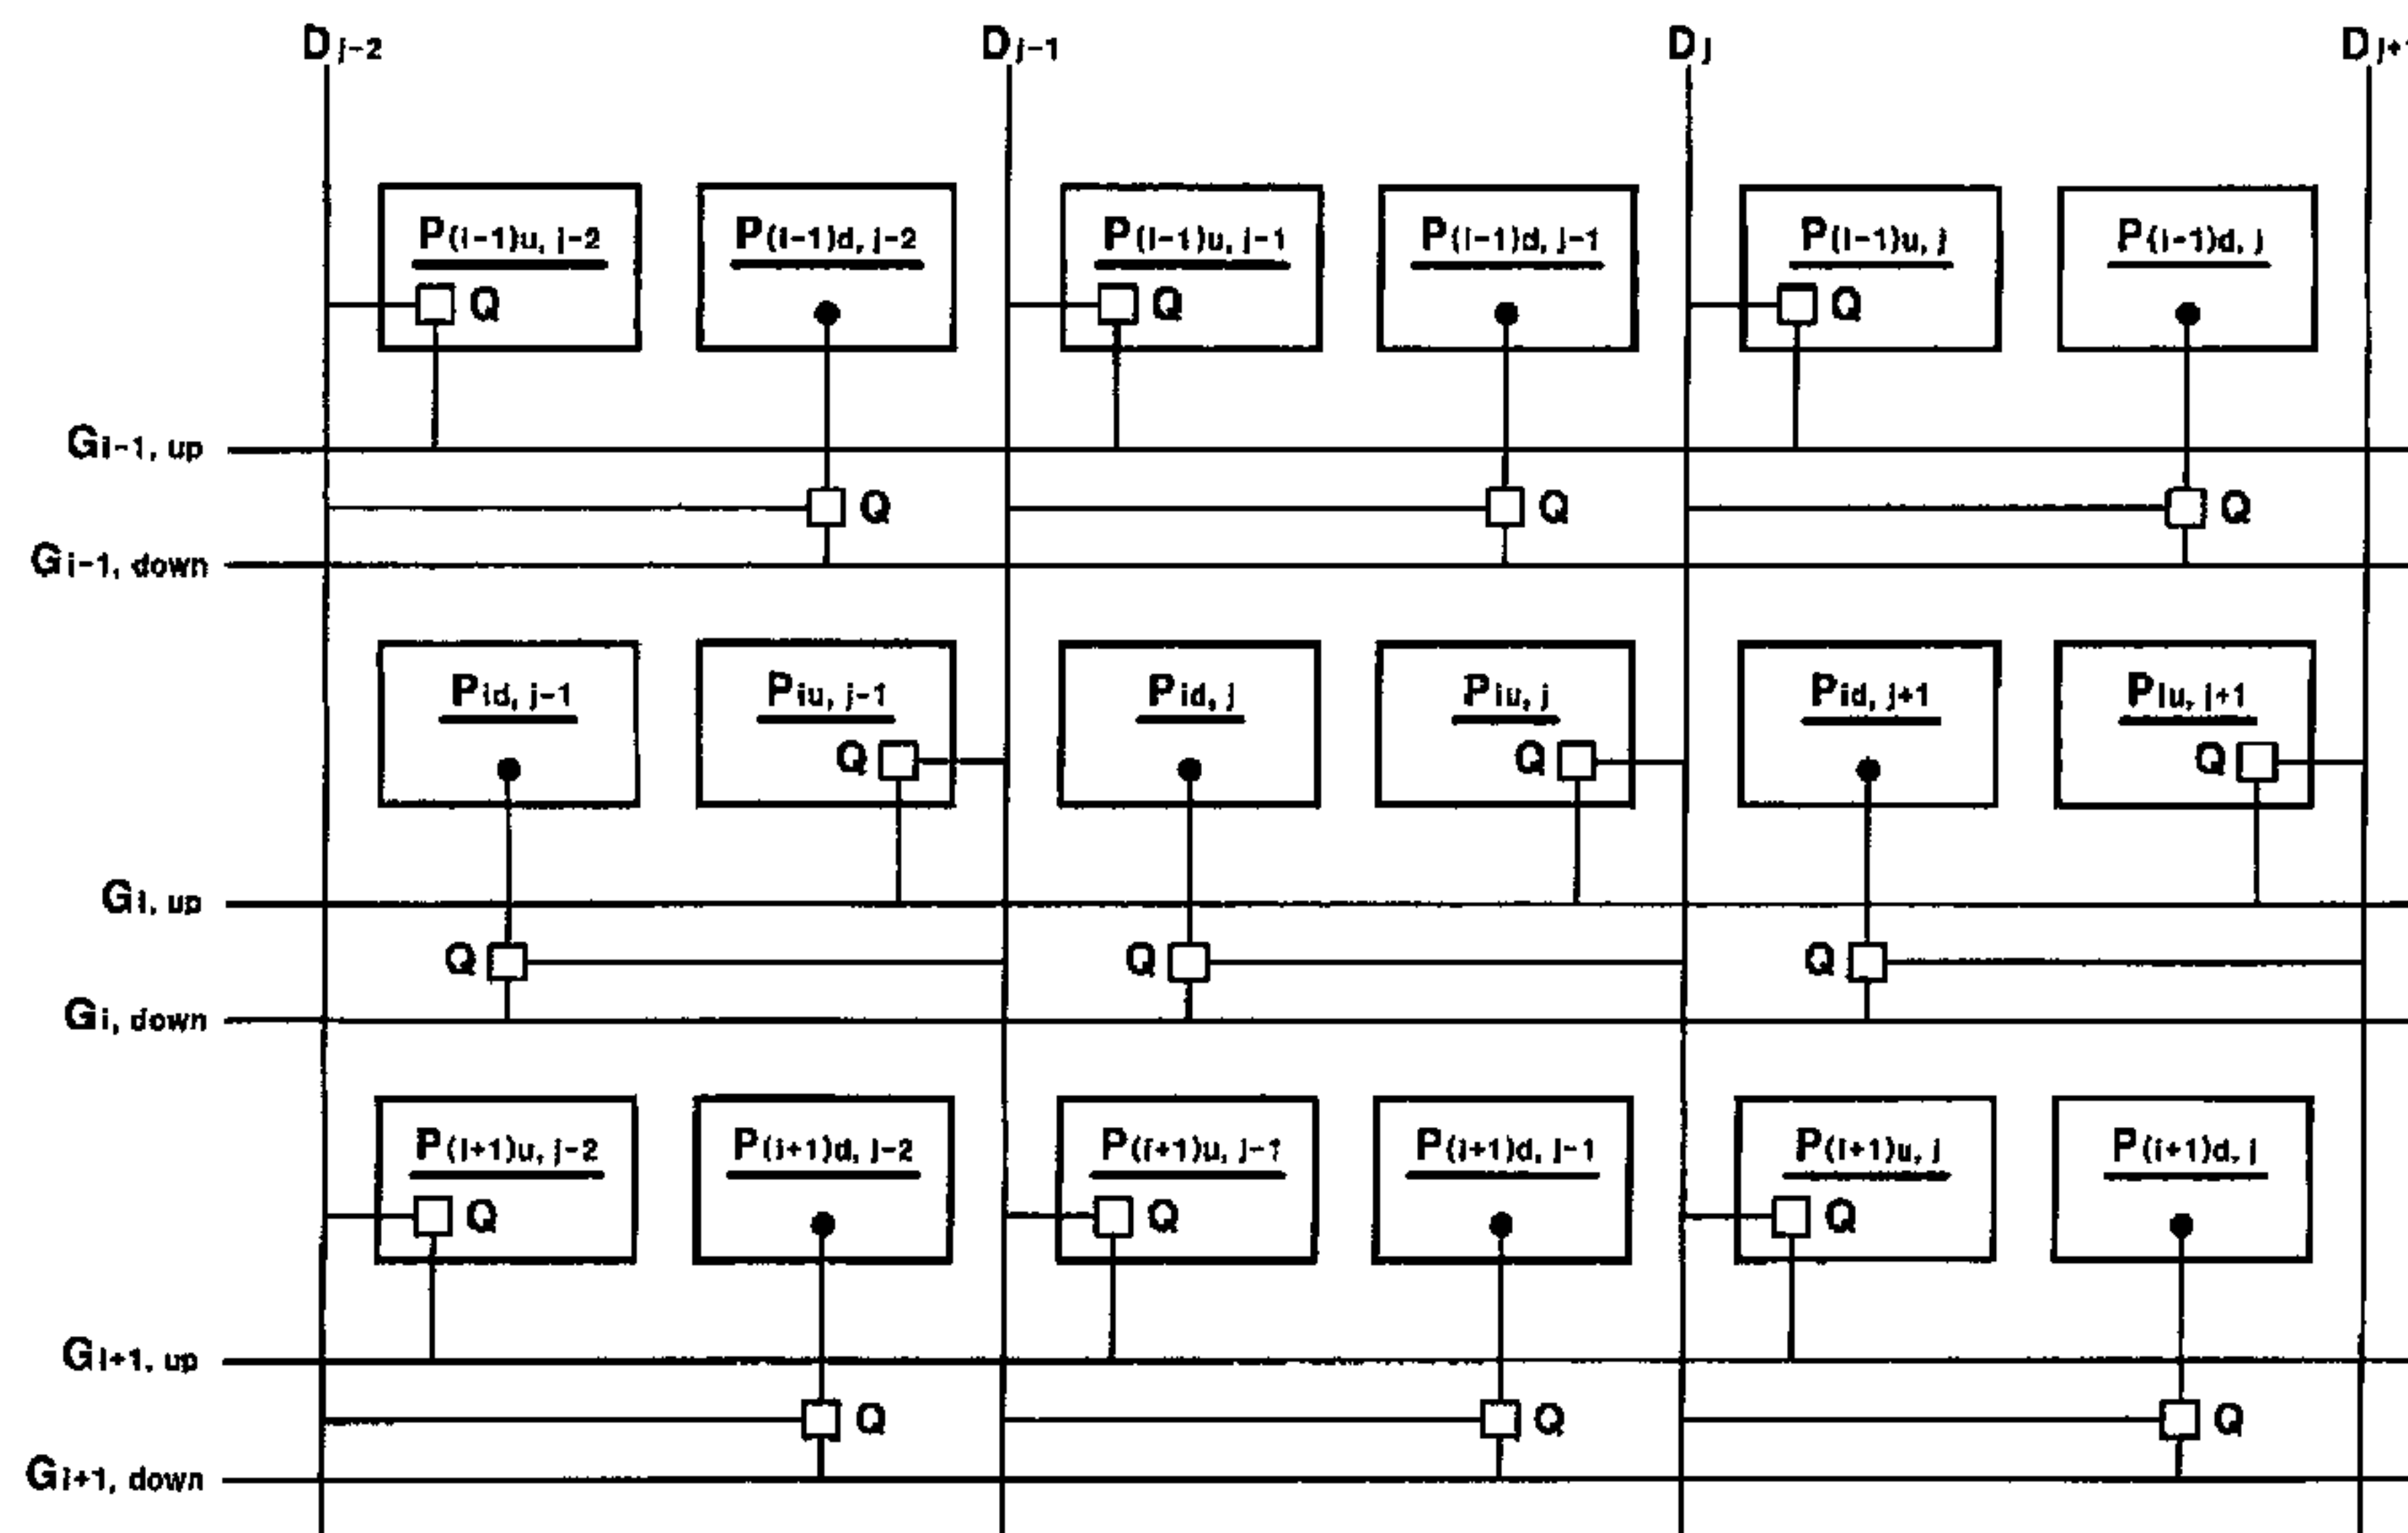 Dj-2 Dj-1 Dj Dj+1
P(i-1)u, j-2 P(i-1)d, j-2 P(i-1)u, j-1 P(i-1)d, j-1 P(i-1)u, j P(i-1)d, j
Q Q Q
Gi-1, up
Q Q Q
Gi-1, down
Pid, j-1 Piu, j-1 Pid, j Piu, j Pid, j+1 Piu, j+1
Q Q Q
Gi, up
Q Q Q
Gi, down
P(i+1)u, j-2 P(i+1)d, j-2 P(i+1)u, j-1 P(i+1)d, j-1 P(i+1)u, j P(i+1)d, j
Q Q Q
Gi+1, up
Q Q Q
Gi+1, down